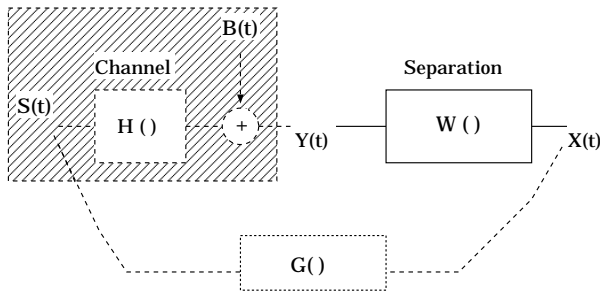 B(t)
Channel
Separation
S(t)
H ( )
+
W ( )
Y(t)
X(t)
G( )